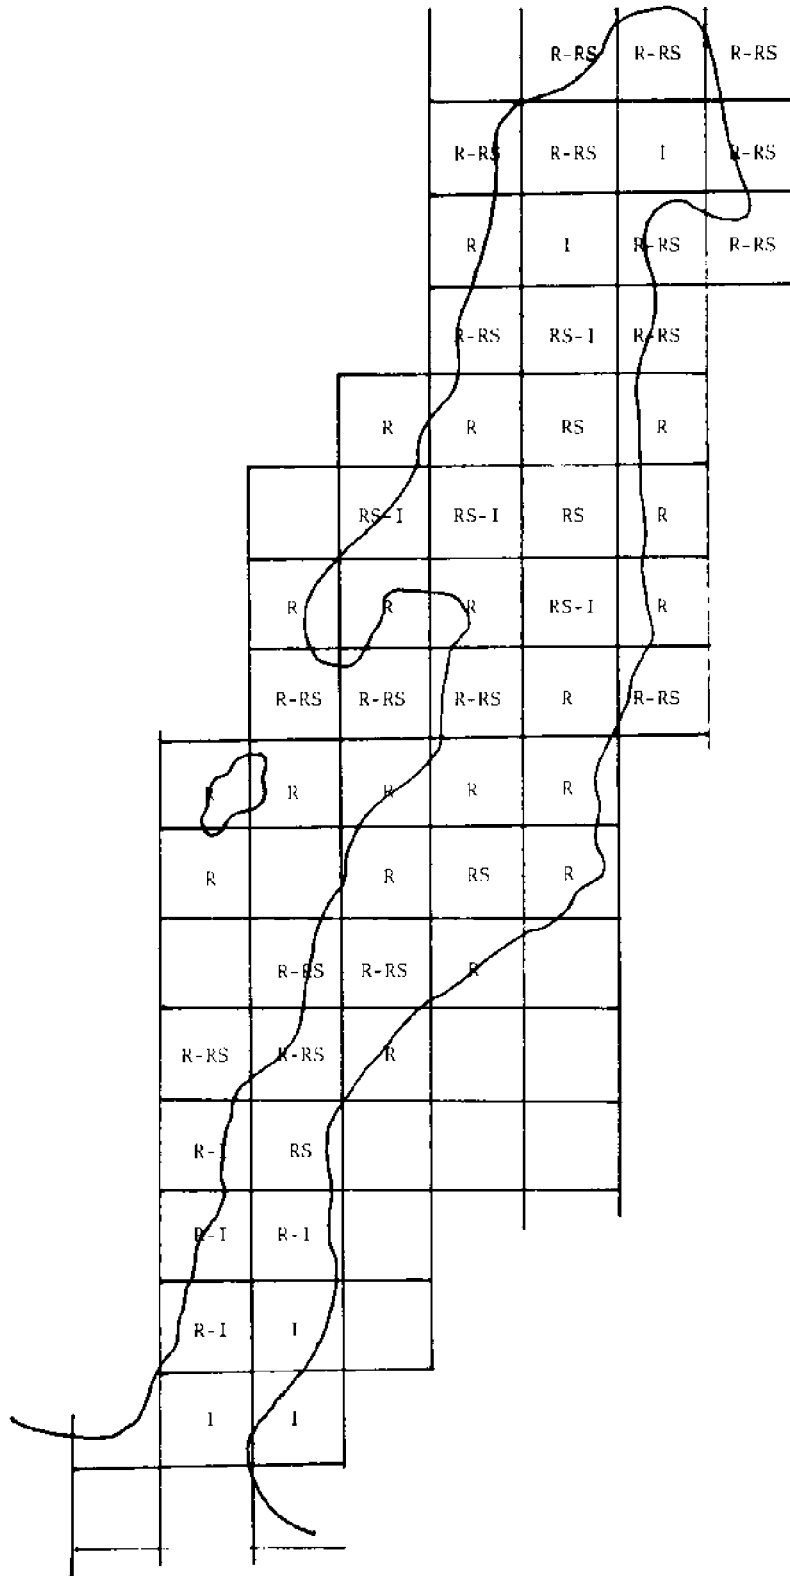 R-RS R-RS R-RS
R-RS R-RS I R-RS
R I R-RS R-RS
R-RS RS-I R-RS
R R RS R
RS-I RS-I RS R
R R R RS-I R
R-RS R-RS R-RS R R-RS
R R R R R
R R RS R
R-RS R-RS R
R-RS R-RS R
R-I RS
R-I R-I
R-I I
I I